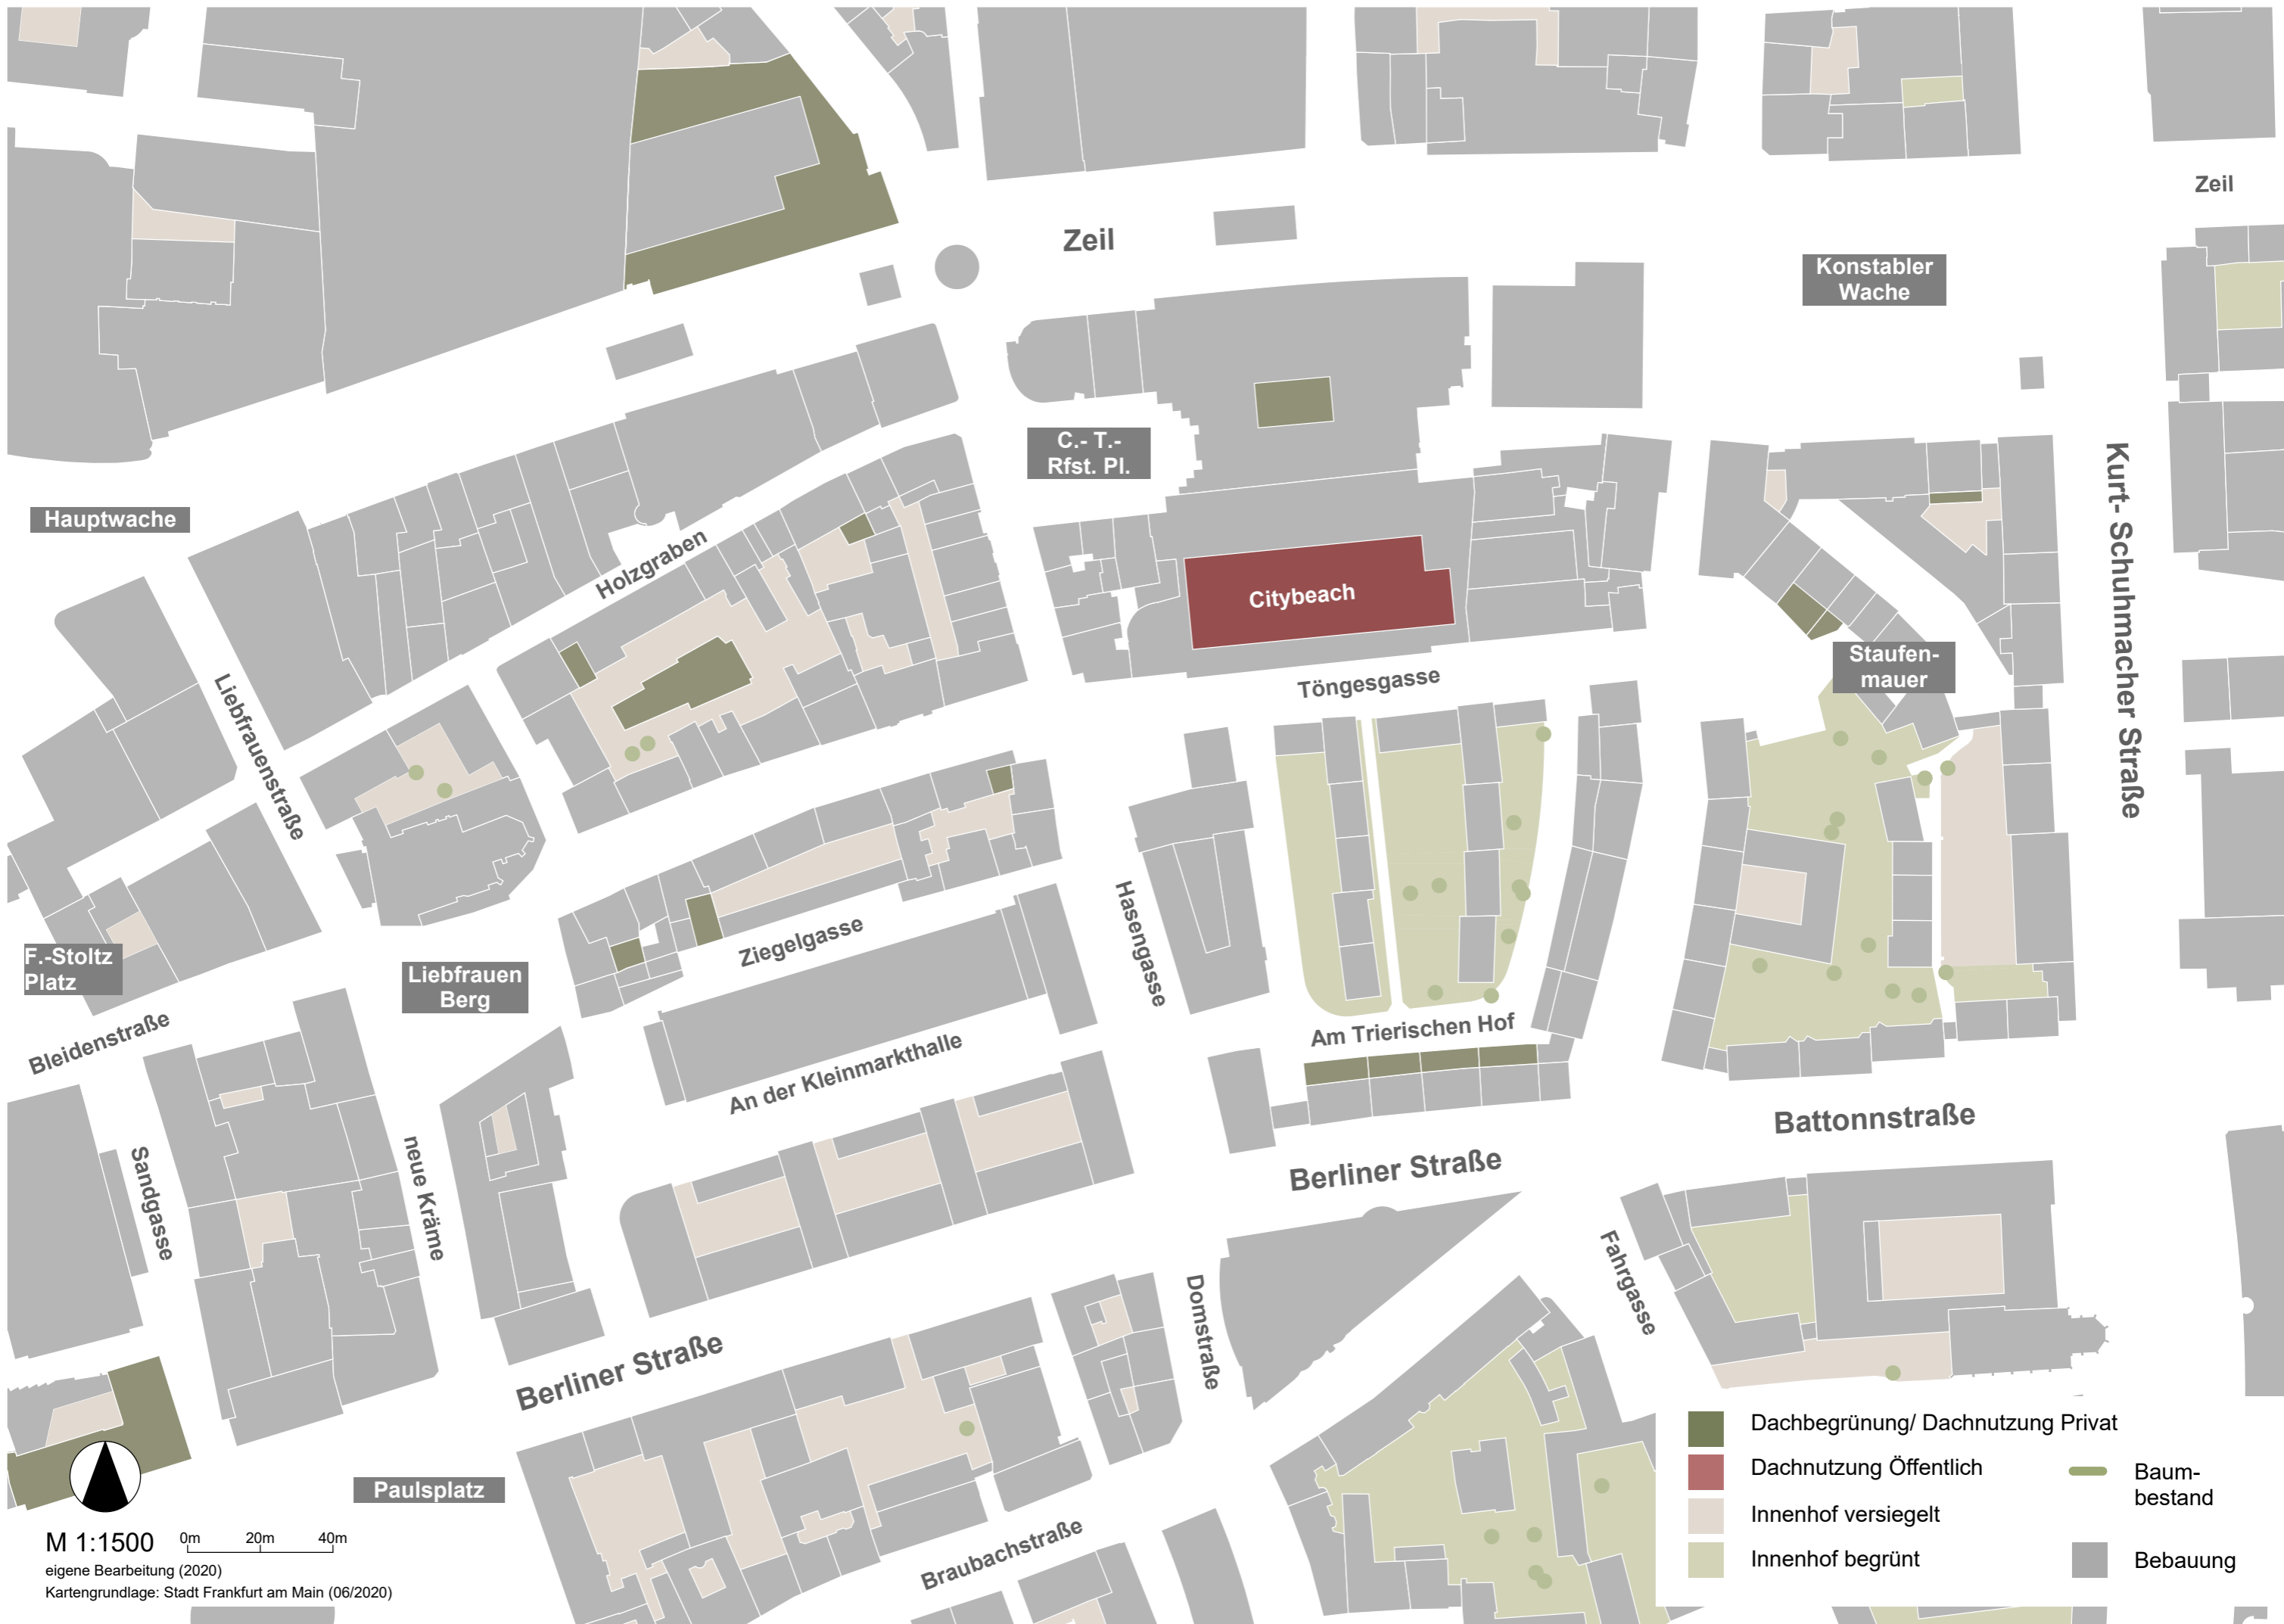 Zeil
Zeil
Konstabler
Wache
C.- T.-
Rfst. Pl.
Hauptwache
Holzgraben
Citybeach
Kurt- Schuhmacher Straße
Staufen-
mauer
Töngesgasse
Liebfrauenstraße
Hasengasse
Ziegelgasse
F.-Stoltz
Platz
Liebfrauen
Berg
Bleidenstraße
Am Trierischen Hof
An der Kleinmarkthalle
Battonnstraße
Berliner Straße
Sandgasse
neue Kräme
Fahrgasse
Domstraße
Berliner Straße
Paulsplatz
Braubachstraße
Dachbegrünung/ Dachnutzung Privat
Dachnutzung Öffentlich
Innenhof versiegelt
Innenhof begrünt
Baum-
bestand
Bebauung
M 1:1500
0m 20m 40m
eigene Bearbeitung (2020)
Kartengrundlage: Stadt Frankfurt am Main (06/2020)